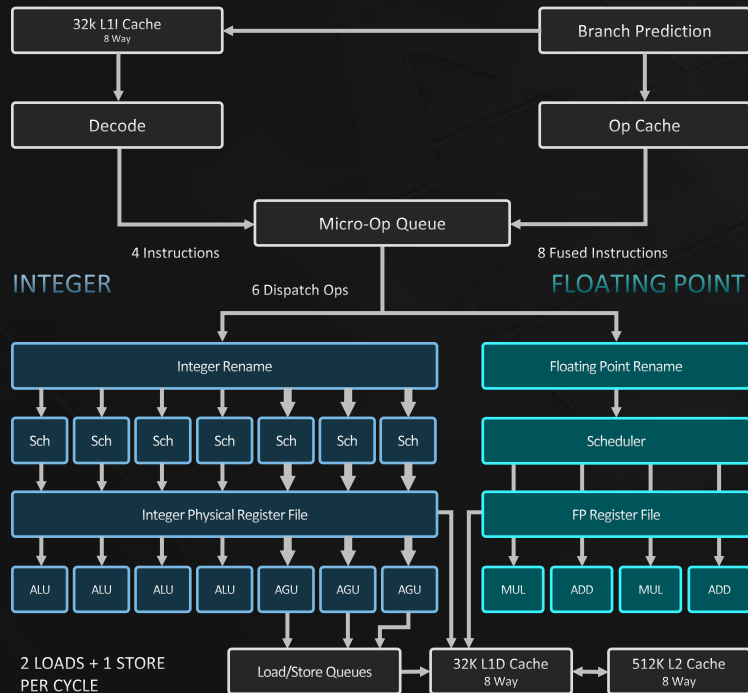 32k L1I Cache
8 Way
Branch Prediction
Decode
Op Cache
Micro-Op Queue
4 Instructions
8 Fused Instructions
INTEGER
6 Dispatch Ops
FLOATING POINT
Integer Rename
Floating Point Rename
Sch Sch Sch Sch Sch Sch Sch
Scheduler
Integer Physical Register File
FP Register File
ALU ALU ALU ALU AGU AGU AGU
MUL ADD MUL ADD
2 LOADS + 1 STORE
PER CYCLE
Load/Store Queues
32K L1D Cache
8 Way
512K L2 Cache
8 Way